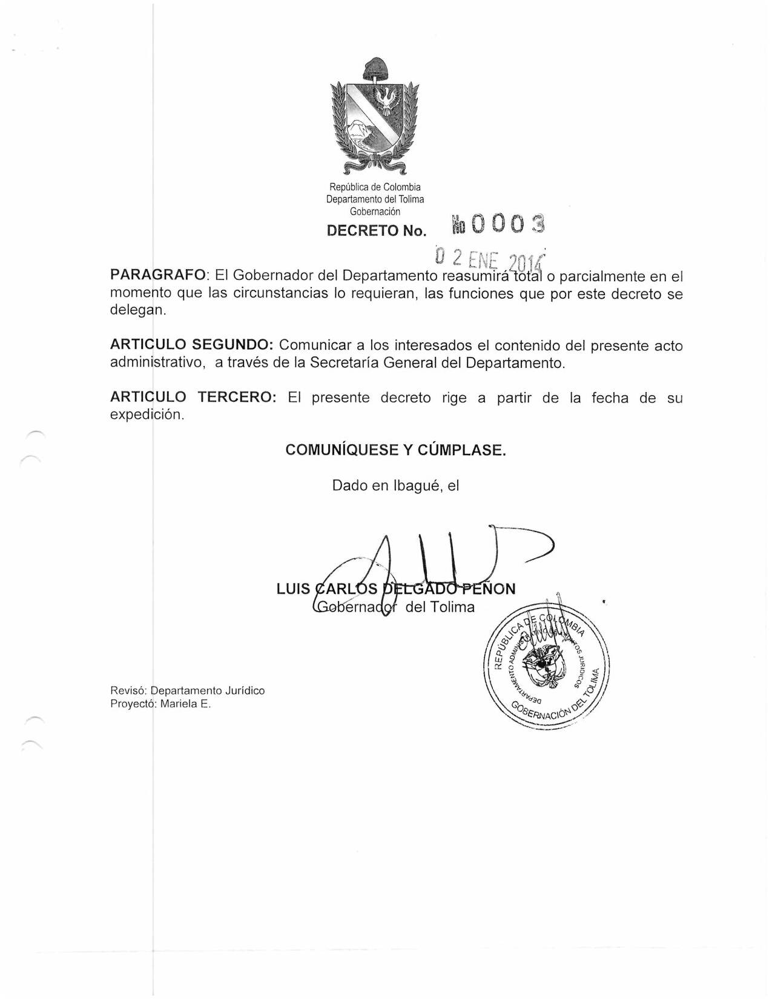 República de Colombia
Departamento del Tolima
Gobernación
DECRETO No. No 0003
02 ENE 2014
PARAGRAFO: El Gobernador del Departamento reasumirá total o parcialmente en el
momento que las circunstancias lo requieran, las funciones que por este decreto se
delegan.
ARTICULO SEGUNDO: Comunicar a los interesados el contenido del presente acto
administrativo, a través de la Secretaría General del Departamento.
ARTICULO TERCERO: El presente decreto rige a partir de la fecha de su
expedición.
COMUNÍQUESE Y CÚMPLASE.
Dado en Ibagué, el
LUIS CARLOS DELGADO PEÑON
Gobernador del Tolima
REPÚBLICA DE COLOMBIA
DEPARTAMENTO ADMINISTRATIVO JURIDICOS
GOBERNACIÓN DEL TOLIMA
Revisó: Departamento Jurídico
Proyectó: Mariela E.